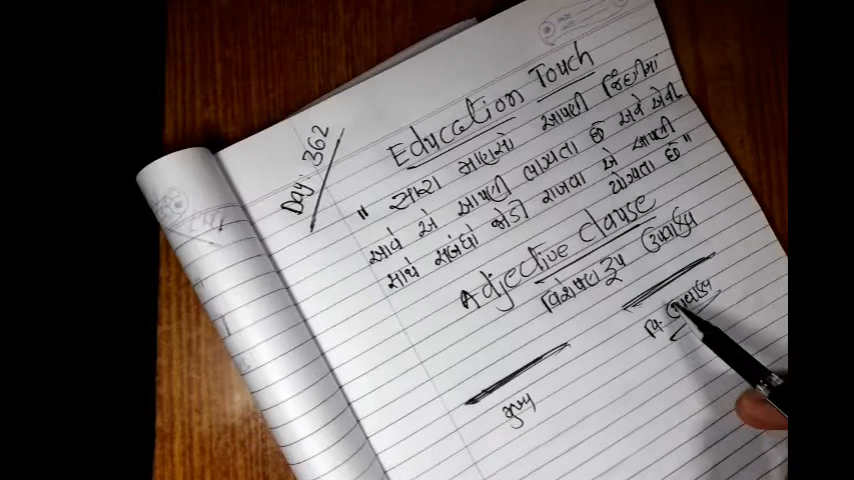 Day: 362
Education Touch
" સારા માણસો આપણી જિંદગીમાં
આવે એ આપણી ભાગ્યતા છે અને એની
સાથે સબંધો જોડી રાખવા એ આપણી
યોગ્યતા છે "
Adjective clause
વિશેષણ રૂપ ઉપવાક્ય
મુખ્ય